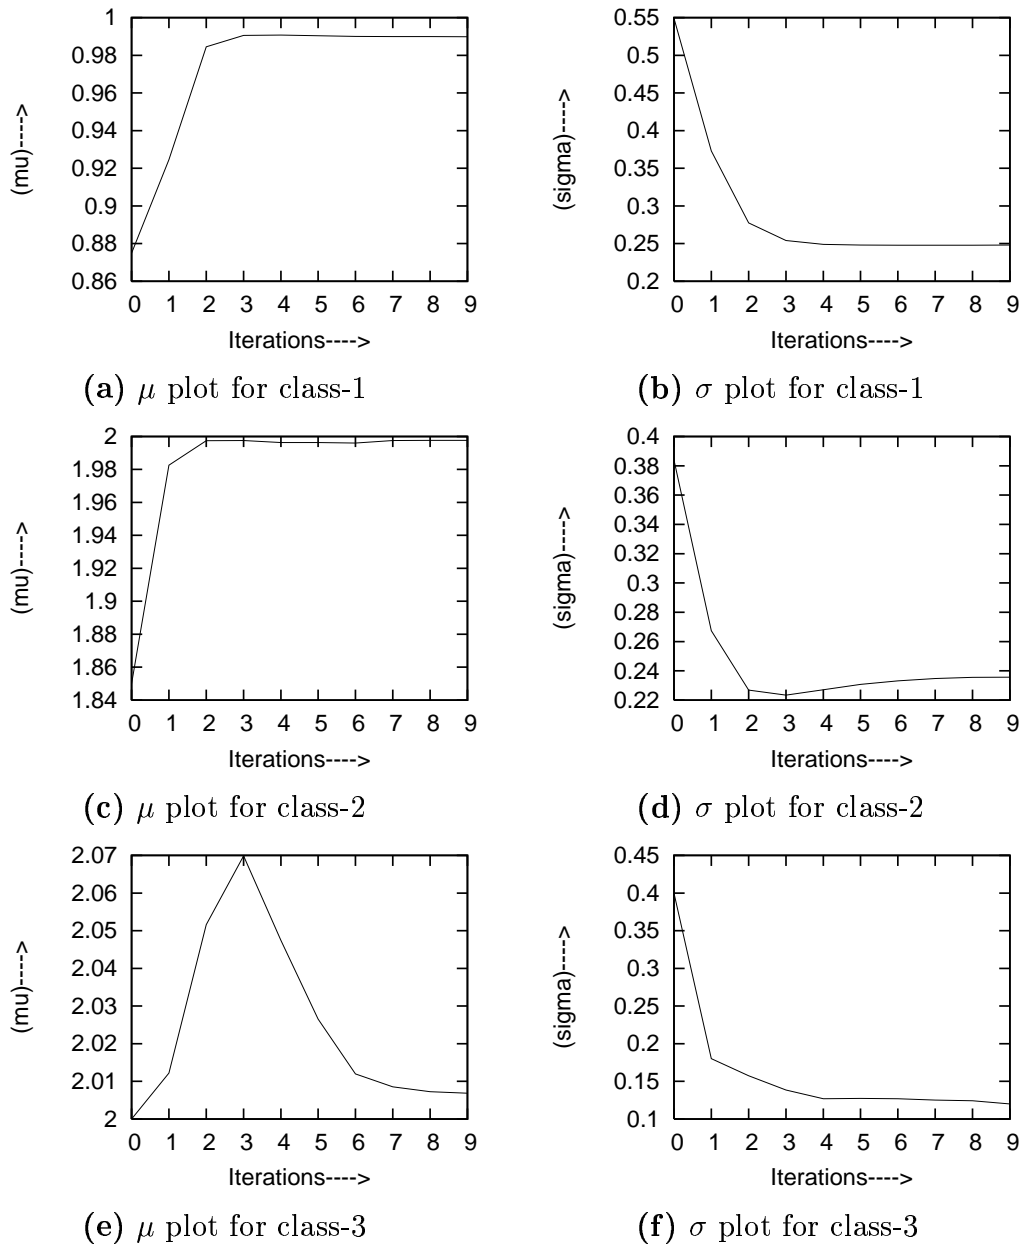 1
0.98
0.96
0.94
0.92
0.9
0.88
0.86
(mu)---->
0 1 2 3 4 5 6 7 8 9
Iterations---->
(a) μ plot for class-1
0.55
0.5
0.45
0.4
0.35
0.3
0.25
0.2
(sigma)---->
0 1 2 3 4 5 6 7 8 9
Iterations---->
(b) σ plot for class-1
2
1.98
1.96
1.94
1.92
1.9
1.88
1.86
1.84
(mu)---->
0 1 2 3 4 5 6 7 8 9
Iterations---->
(c) μ plot for class-2
0.4
0.38
0.36
0.34
0.32
0.3
0.28
0.26
0.24
0.22
(sigma)---->
0 1 2 3 4 5 6 7 8 9
Iterations---->
(d) σ plot for class-2
2.07
2.06
2.05
2.04
2.03
2.02
2.01
2
(mu)---->
0 1 2 3 4 5 6 7 8 9
Iterations---->
(e) μ plot for class-3
0.45
0.4
0.35
0.3
0.25
0.2
0.15
0.1
(sigma)---->
0 1 2 3 4 5 6 7 8 9
Iterations---->
(f) σ plot for class-3